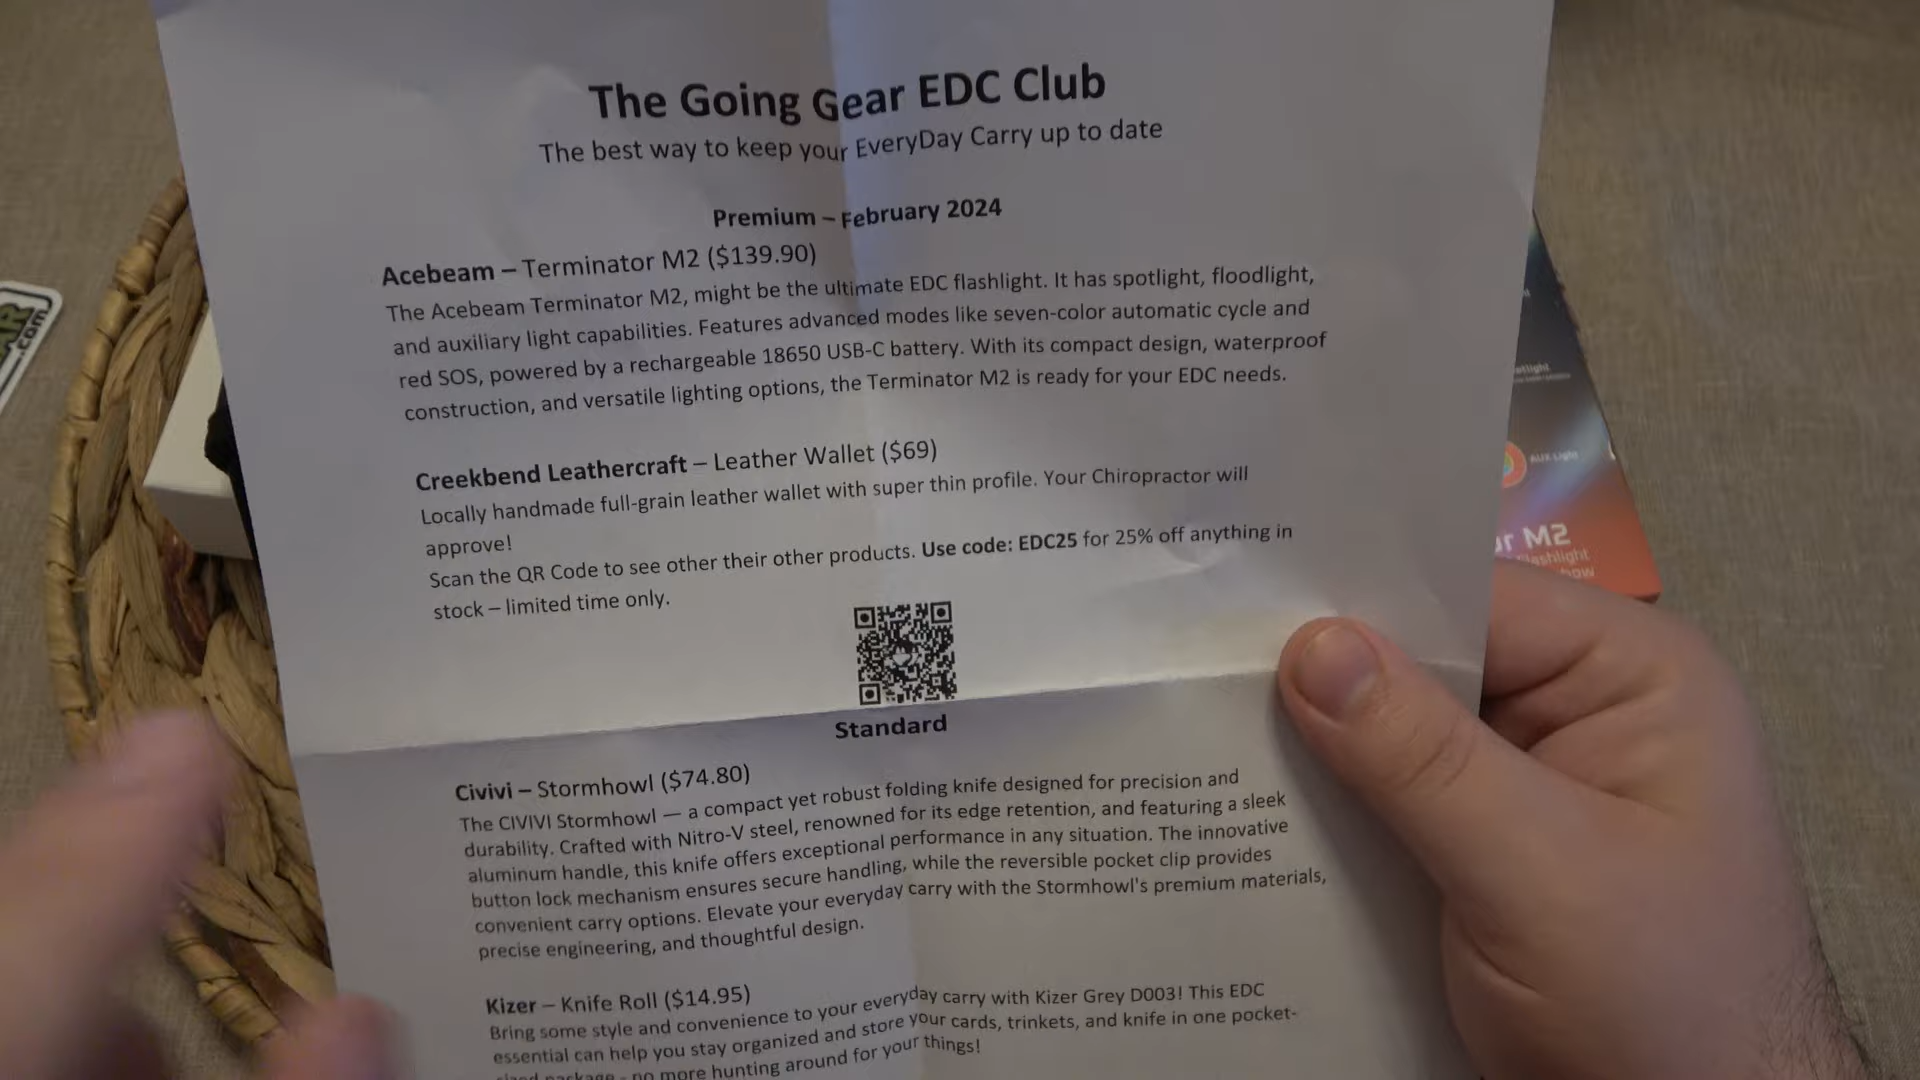 The Going Gear EDC Club
The best way to keep your EveryDay Carry up to date
Premium – February 2024
Acebeam – Terminator M2 ($139.90)
The Acebeam Terminator M2, might be the ultimate EDC flashlight. It has spotlight, floodlight,
and auxiliary light capabilities. Features advanced modes like seven-color automatic cycle and
red SOS, powered by a rechargeable 18650 USB-C battery. With its compact design, waterproof
construction, and versatile lighting options, the Terminator M2 is ready for your EDC needs.
Creekbend Leathercraft – Leather Wallet ($69)
Locally handmade full-grain leather wallet with super thin profile. Your Chiropractor will
approve!
Scan the QR Code to see other their other products. Use code: EDC25 for 25% off anything in
stock – limited time only.
Standard
Civivi – Stormhowl ($74.80)
The CIVIVI Stormhowl — a compact yet robust folding knife designed for precision and
durability. Crafted with Nitro-V steel, renowned for its edge retention, and featuring a sleek
aluminum handle, this knife offers exceptional performance in any situation. The innovative
button lock mechanism ensures secure handling, while the reversible pocket clip provides
convenient carry options. Elevate your everyday carry with the Stormhowl's premium materials,
precise engineering, and thoughtful design.
Kizer – Knife Roll ($14.95)
Bring some style and convenience to your everyday carry with Kizer Grey D003! This EDC
essential can help you stay organized and store your cards, trinkets, and knife in one pocket-
sized package - no more hunting around for your things!
.com
AUX Light
M2